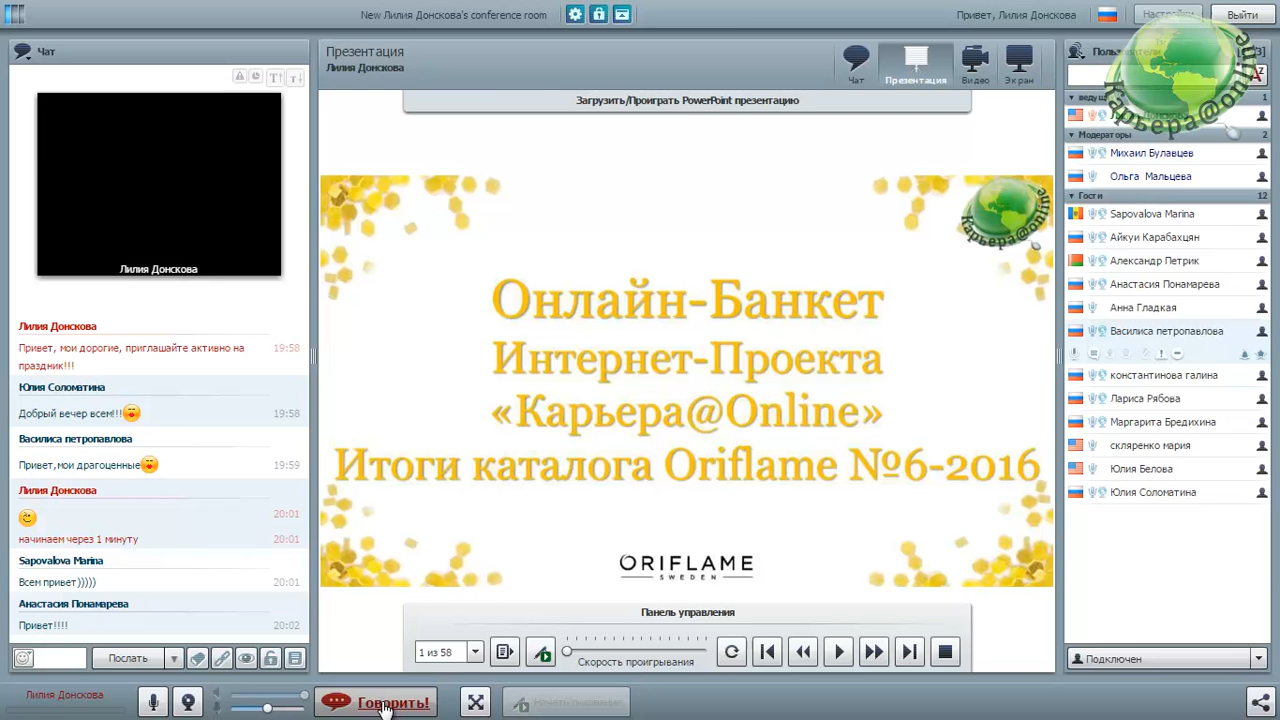 New Лилия Донскова's conference room
Привет, Лилия Донскова
Настройки
Выйти
Чат
Лилия Донскова
Лилия Донскова
Привет, мои дорогие, приглашайте активно на праздник!!!
19:58
Юлия Соломатина
Добрый вечер всем!!!
19:58
Василиса петропавлова
Привет,мои драгоценные
19:59
Лилия Донскова
20:01
начинаем через 1 минуту
20:01
Sapovalova Marina
Всем привет)))))
20:01
Анастасия Понамарева
Привет!!!!
20:02
Послать
Презентация
Лилия Донскова
Чат
Презентация
Видео
Экран
Загрузить/Проиграть PowerPoint презентацию
Онлайн-Банкет
Интернет-Проекта
«Карьера@Online»
Итоги каталога Oriflame №6-2016
Карьера@online
ORIFLAME
SWEDEN
Панель управления
1 из 58
Скорость проигрывания
Карьера@online
ведущ
1
Модераторы
2
Михаил Булавцев
Ольга Мальцева
Гости
12
Sapovalova Marina
Айкуи Карабахцян
Александр Петрик
Анастасия Понамарева
Анна Гладкая
Василиса петропавлова
константинова галина
Лариса Рябова
Маргарита Бредихина
скляренко мария
Юлия Белова
Юлия Соломатина
Подключен
Лилия Донскова
Говорить!